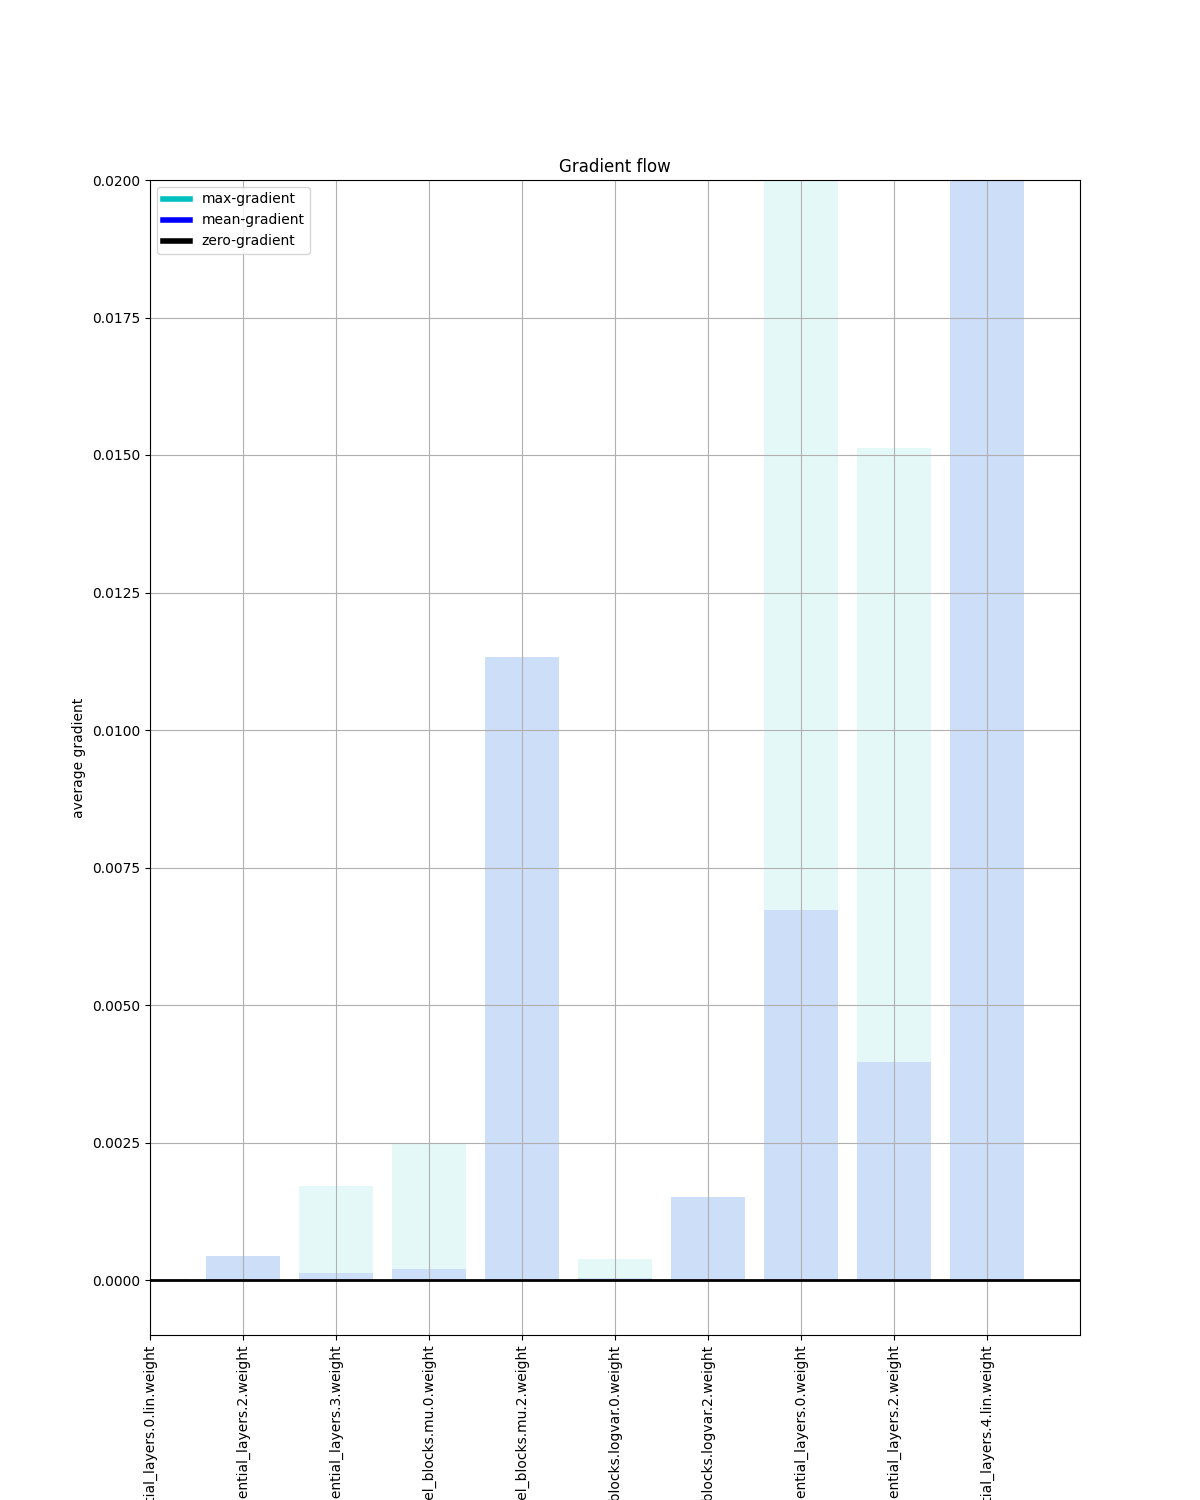 Gradient flow
max-gradient
mean-gradient
zero-gradient
0.0200
0.0175
0.0150
0.0125
0.0100
0.0075
0.0050
0.0025
0.0000
average gradient
tial_layers.0.lin.weight
ential_layers.2.weight
ential_layers.3.weight
el_blocks.mu.0.weight
el_blocks.mu.2.weight
blocks.logvar.0.weight
blocks.logvar.2.weight
ential_layers.0.weight
ential_layers.2.weight
tial_layers.4.lin.weight